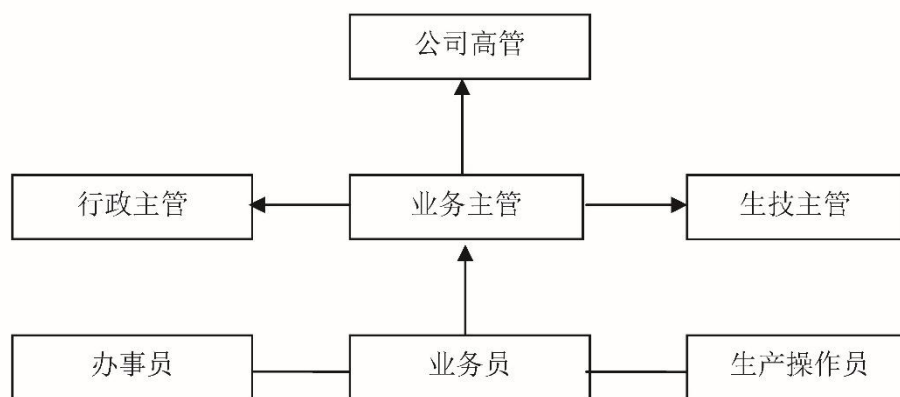 公司高管
行政主管
业务主管
生技主管
办事员
业务员
生产操作员